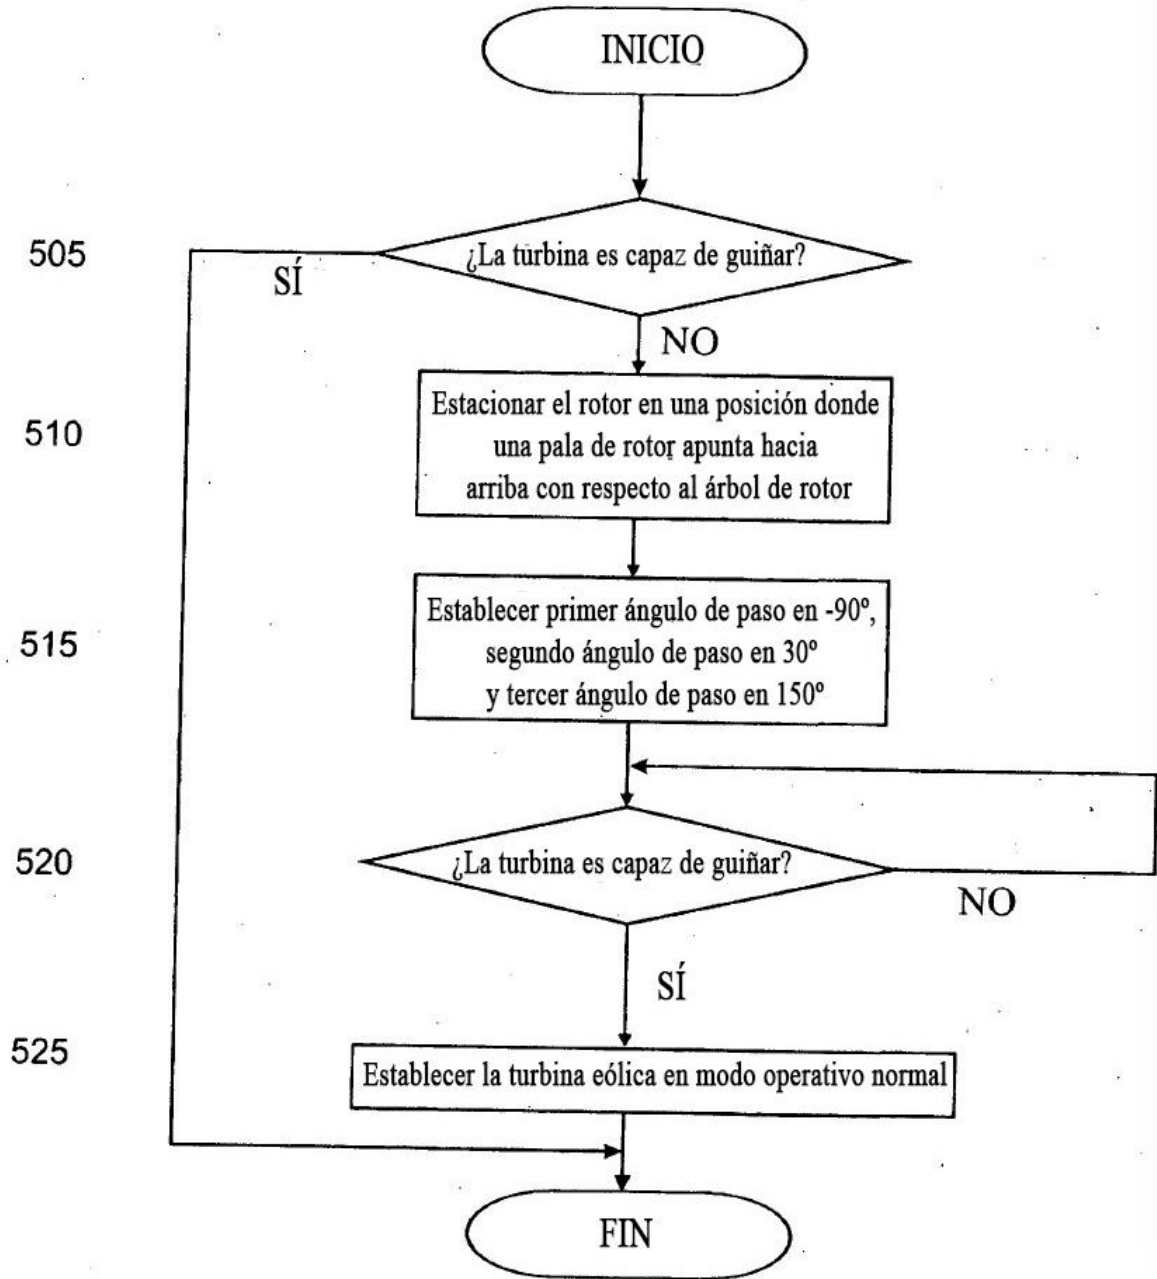 INICIO
505
¿La turbina es capaz de guiñar?
SÍ
NO
510
Estacionar el rotor en una posición donde
una pala de rotor apunta hacia
arriba con respecto al árbol de rotor
515
Establecer primer ángulo de paso en -90º,
segundo ángulo de paso en 30º
y tercer ángulo de paso en 150º
520
¿La turbina es capaz de guiñar?
NO
SÍ
525
Establecer la turbina eólica en modo operativo normal
FIN